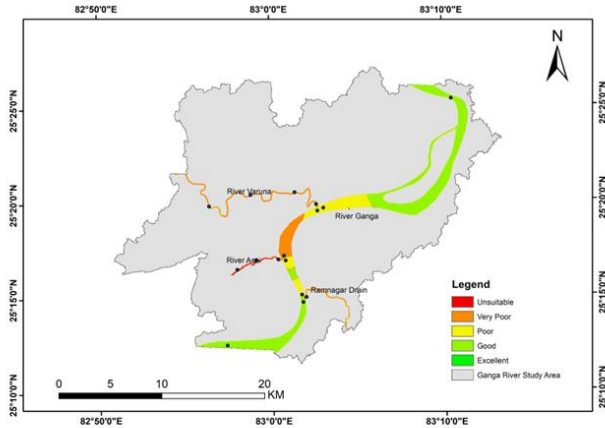 82°50'0"E
83°0'0"E
83°10'0"E
N
25°25'0"N
25°25'0"N
River Varuna
25°20'0"N
25°20'0"N
River Ganga
River Assi
Ramnagar Drain
25°15'0"N
25°15'0"N
Legend
Unsuitable
Very Poor
Poor
Good
Excellent
Ganga River Study Area
25°10'0"N
25°10'0"N
0 5 10 20
KM
82°50'0"E
83°0'0"E
83°10'0"E